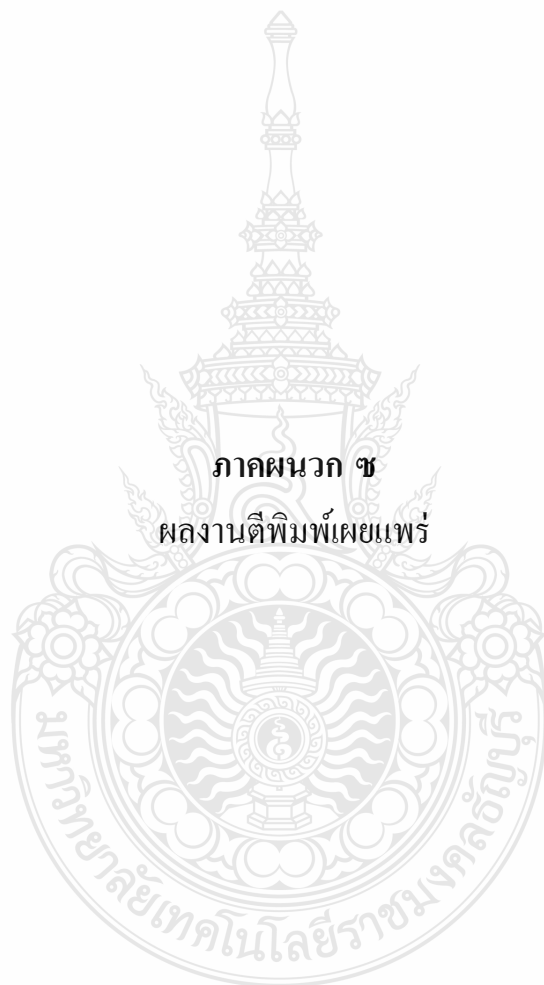 ภาคผนวก ซ
ผลงานตีพิมพ์เผยแพร่
มหาวิทยาลัยเทคโนโลยีราชมงคลธัญบุรี